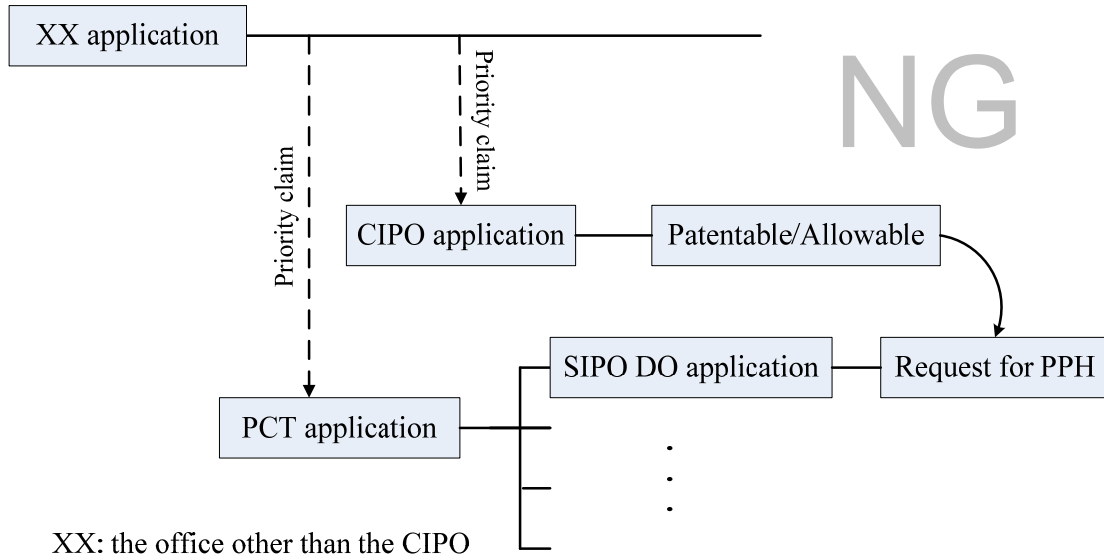 XX application
NG
Priority claim
Priority claim
CIPO application
Patentable/Allowable
SIPO DO application
Request for PPH
PCT application
XX: the office other than the CIPO